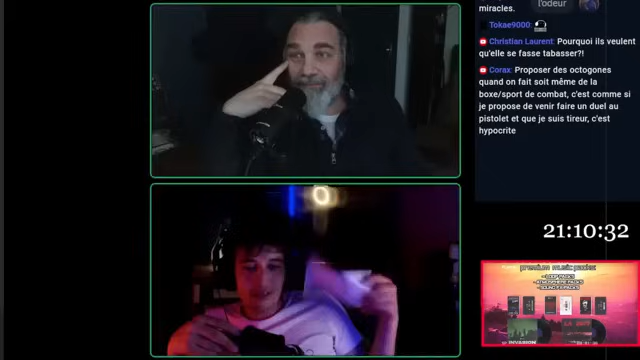 l'odeur
miracles.
Tokae9000:
Christian Laurent: Pourquoi ils veulent
qu'elle se fasse tabasser?!
Corax: Proposer des octogones
quand on fait soit même de la
boxe/sport de combat, c'est comme si
je propose de venir faire un duel au
pistolet et que je suis tireur, c'est
hypocrite
21:10:32
premium music packs:
INVASION